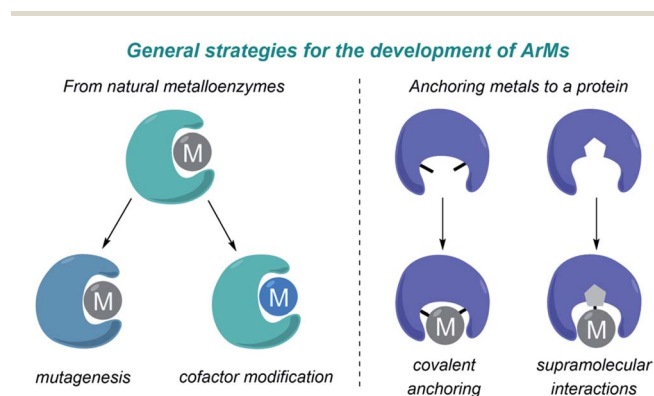 General strategies for the development of ArMs
From natural metalloenzymes
M
M
M
mutagenesis
cofactor modification
Anchoring metals to a protein
M
M
covalent
anchoring
supramolecular
interactions